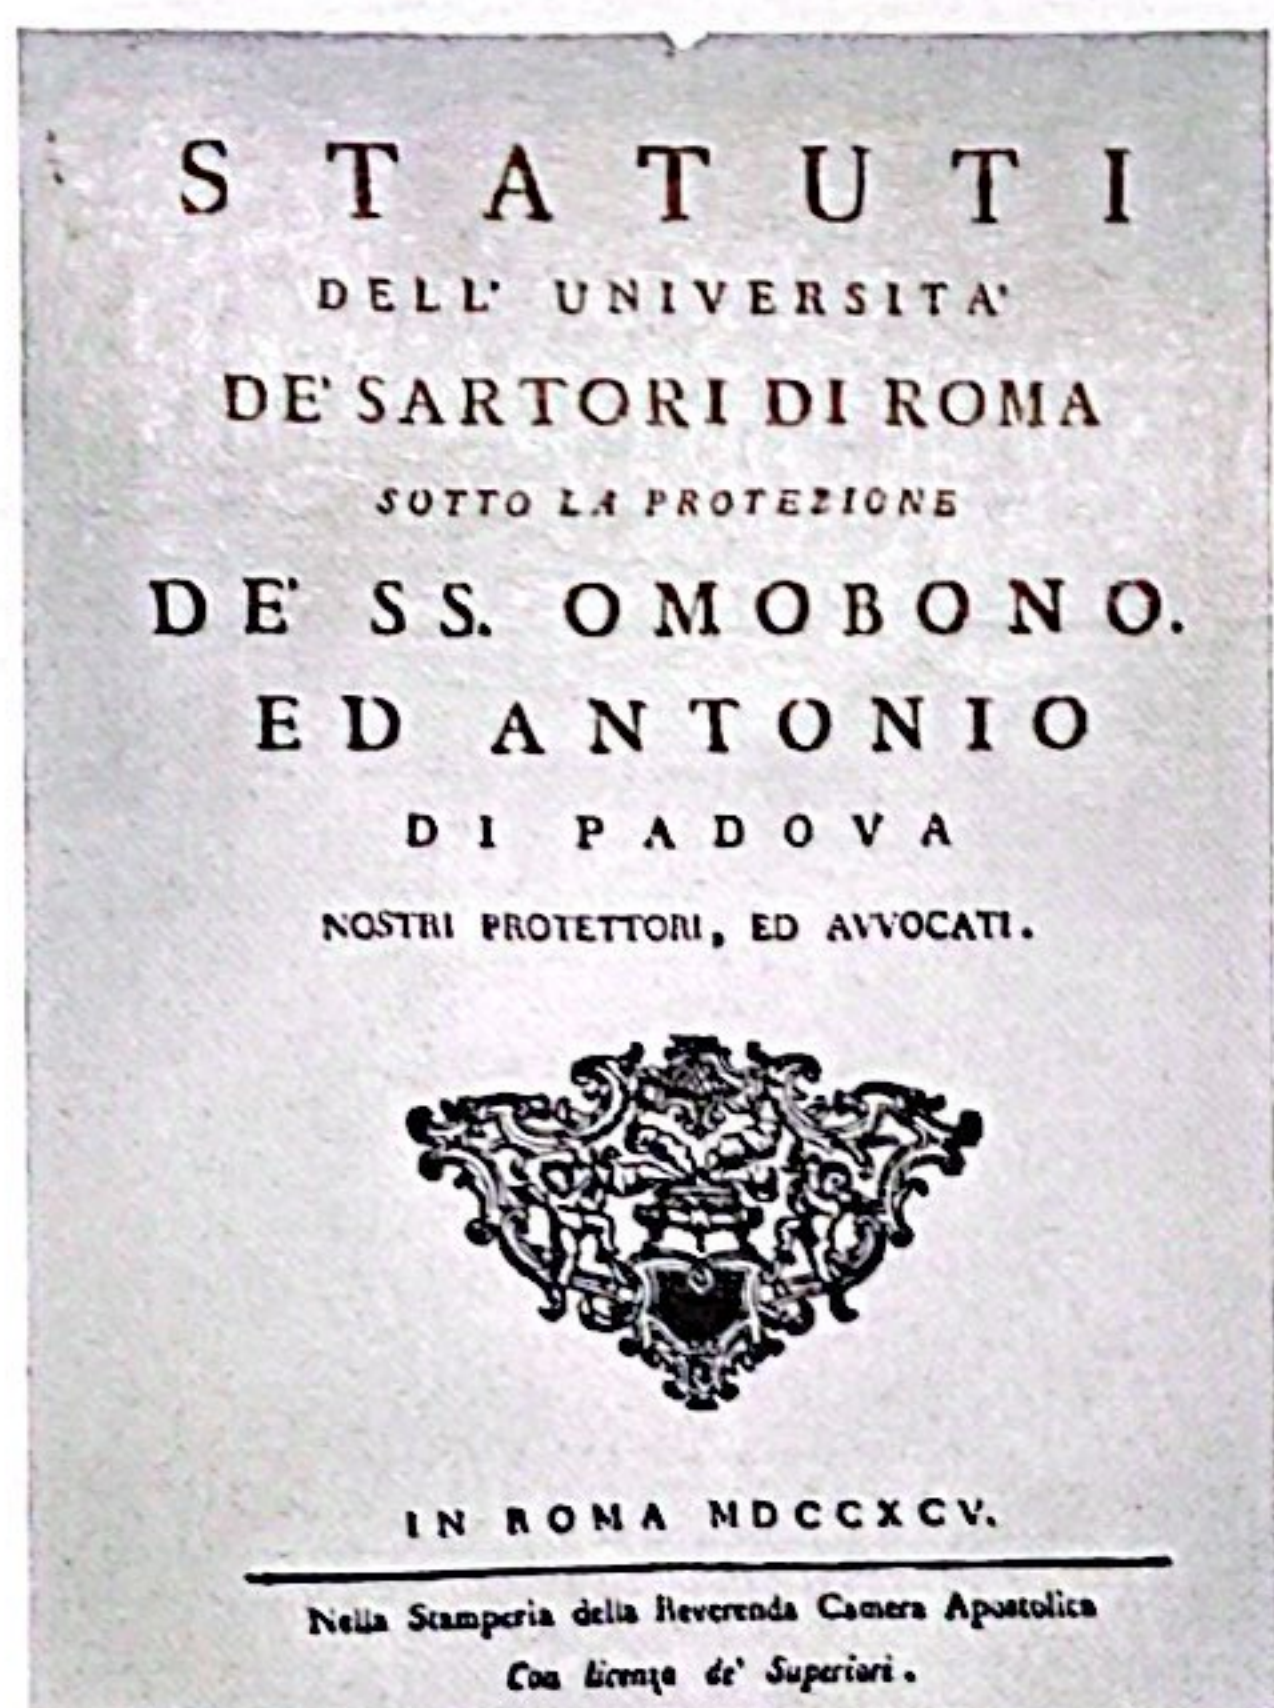 STATUTI
DELL' UNIVERSITA'
DE' SARTORI DI ROMA
SOTTO LA PROTEZIONE
DE' SS. OMOBONO.
ED ANTONIO
DI PADOVA
NOSTRI PROTETTORI, ED AVVOCATI.
IN ROMA MDCCXCV.
Nella Stamperia della Reverenda Camera Apostolica
Con licenza de' Superiori.